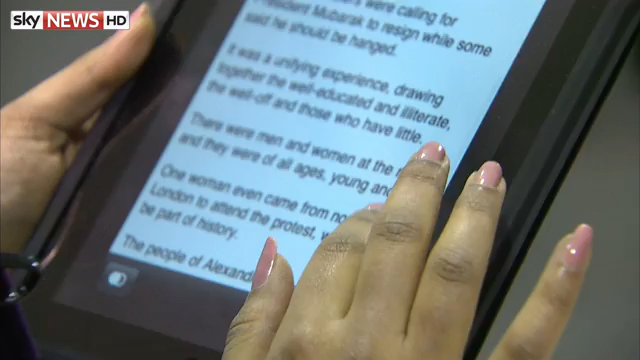 sky NEWS HD
were calling for
President Mubarak to resign while some
said he should be hanged.
It was a unifying experience, drawing
together the well-educated and illiterate,
the well-off and those who have little.
There were men and women at the
and they were of all ages, young and
One woman even came from
London to attend the protest,
be part of history.
The people of